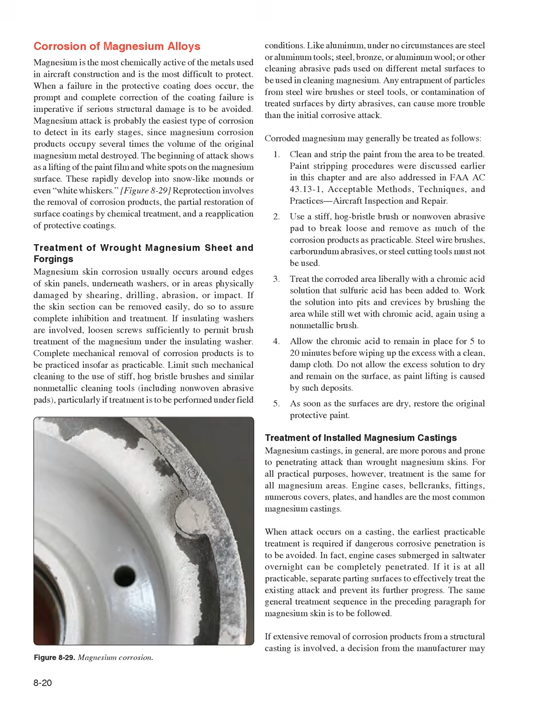 Corrosion of Magnesium Alloys
Magnesium is the most chemically active of the metals used
in aircraft construction and is the most difficult to protect.
When a failure in the protective coating does occur, the
prompt and complete correction of the coating failure is
imperative if serious structural damage is to be avoided.
Magnesium attack is probably the easiest type of corrosion
to detect in its early stages, since magnesium corrosion
products occupy several times the volume of the original
magnesium metal destroyed. The beginning of attack shows
as a lifting of the paint film and white spots on the magnesium
surface. These rapidly develop into snow-like mounds or
even “white whiskers.” [Figure 8-29] Reprotection involves
the removal of corrosion products, the partial restoration of
surface coatings by chemical treatment, and a reapplication
of protective coatings.
Treatment of Wrought Magnesium Sheet and
Forgings
Magnesium skin corrosion usually occurs around edges
of skin panels, underneath washers, or in areas physically
damaged by shearing, drilling, abrasion, or impact. If
the skin section can be removed easily, do so to assure
complete inhibition and treatment. If insulating washers
are involved, loosen screws sufficiently to permit brush
treatment of the magnesium under the insulating washer.
Complete mechanical removal of corrosion products is to
be practiced insofar as practicable. Limit such mechanical
cleaning to the use of stiff, hog bristle brushes and similar
nonmetallic cleaning tools (including nonwoven abrasive
pads), particularly if treatment is to be performed under field
Figure 8-29. Magnesium corrosion.
conditions. Like aluminum, under no circumstances are steel
or aluminum tools; steel, bronze, or aluminum wool; or other
cleaning abrasive pads used on different metal surfaces to
be used in cleaning magnesium. Any entrapment of particles
from steel wire brushes or steel tools, or contamination of
treated surfaces by dirty abrasives, can cause more trouble
than the initial corrosive attack.
Corroded magnesium may generally be treated as follows:
1. Clean and strip the paint from the area to be treated.
Paint stripping procedures were discussed earlier
in this chapter and are also addressed in FAA AC
43.13-1, Acceptable Methods, Techniques, and
Practices—Aircraft Inspection and Repair.
2. Use a stiff, hog-bristle brush or nonwoven abrasive
pad to break loose and remove as much of the
corrosion products as practicable. Steel wire brushes,
carborundum abrasives, or steel cutting tools must not
be used.
3. Treat the corroded area liberally with a chromic acid
solution that sulfuric acid has been added to. Work
the solution into pits and crevices by brushing the
area while still wet with chromic acid, again using a
nonmetallic brush.
4. Allow the chromic acid to remain in place for 5 to
20 minutes before wiping up the excess with a clean,
damp cloth. Do not allow the excess solution to dry
and remain on the surface, as paint lifting is caused
by such deposits.
5. As soon as the surfaces are dry, restore the original
protective paint.
Treatment of Installed Magnesium Castings
Magnesium castings, in general, are more porous and prone
to penetrating attack than wrought magnesium skins. For
all practical purposes, however, treatment is the same for
all magnesium areas. Engine cases, bellcranks, fittings,
numerous covers, plates, and handles are the most common
magnesium castings.
When attack occurs on a casting, the earliest practicable
treatment is required if dangerous corrosive penetration is
to be avoided. In fact, engine cases submerged in saltwater
overnight can be completely penetrated. If it is at all
practicable, separate parting surfaces to effectively treat the
existing attack and prevent its further progress. The same
general treatment sequence in the preceding paragraph for
magnesium skin is to be followed.
If extensive removal of corrosion products from a structural
casting is involved, a decision from the manufacturer may
8-20